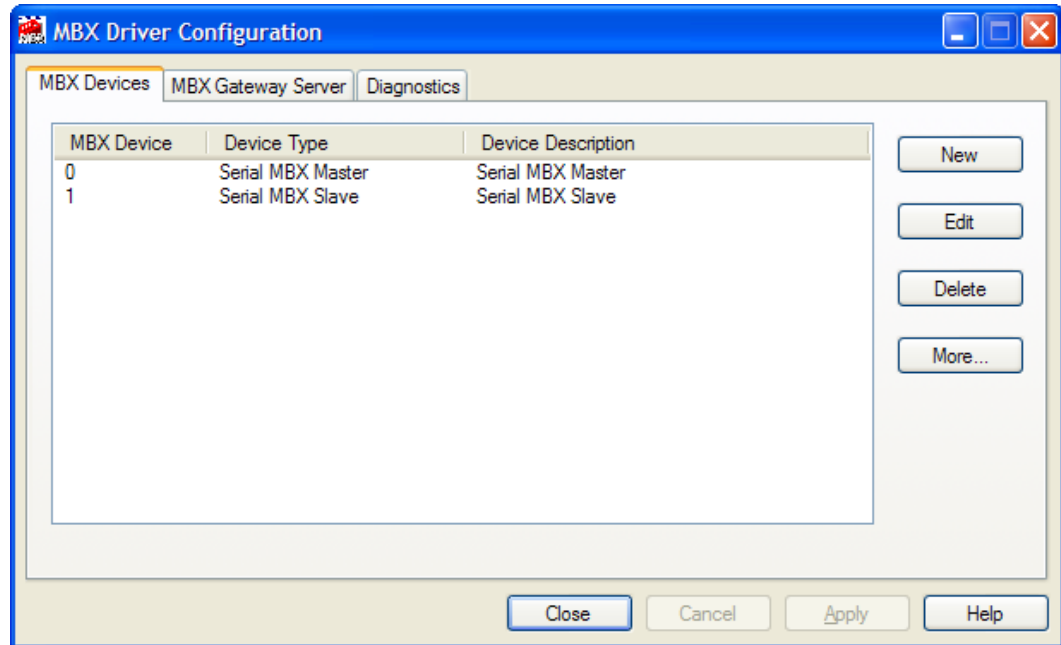 MBX Driver Configuration
MBX Devices MBX Gateway Server Diagnostics
MBX Device Device Type Device Description
0 Serial MBX Master Serial MBX Master
1 Serial MBX Slave Serial MBX Slave
New
Edit
Delete
More...
Close Cancel Apply Help